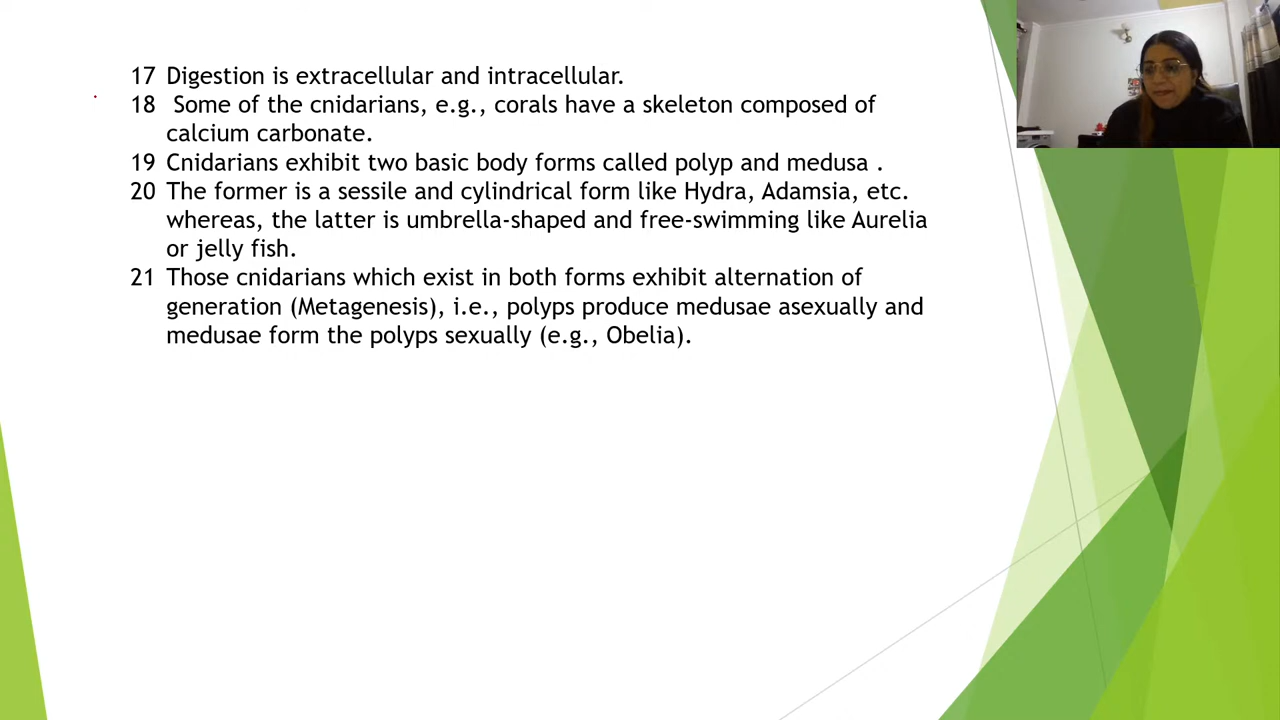 17 Digestion is extracellular and intracellular.
18 Some of the cnidarians, e.g., corals have a skeleton composed of
calcium carbonate.
19 Cnidarians exhibit two basic body forms called polyp and medusa .
20 The former is a sessile and cylindrical form like Hydra, Adamsia, etc.
whereas, the latter is umbrella-shaped and free-swimming like Aurelia
or jelly fish.
21 Those cnidarians which exist in both forms exhibit alternation of
generation (Metagenesis), i.e., polyps produce medusae asexually and
medusae form the polyps sexually (e.g., Obelia).